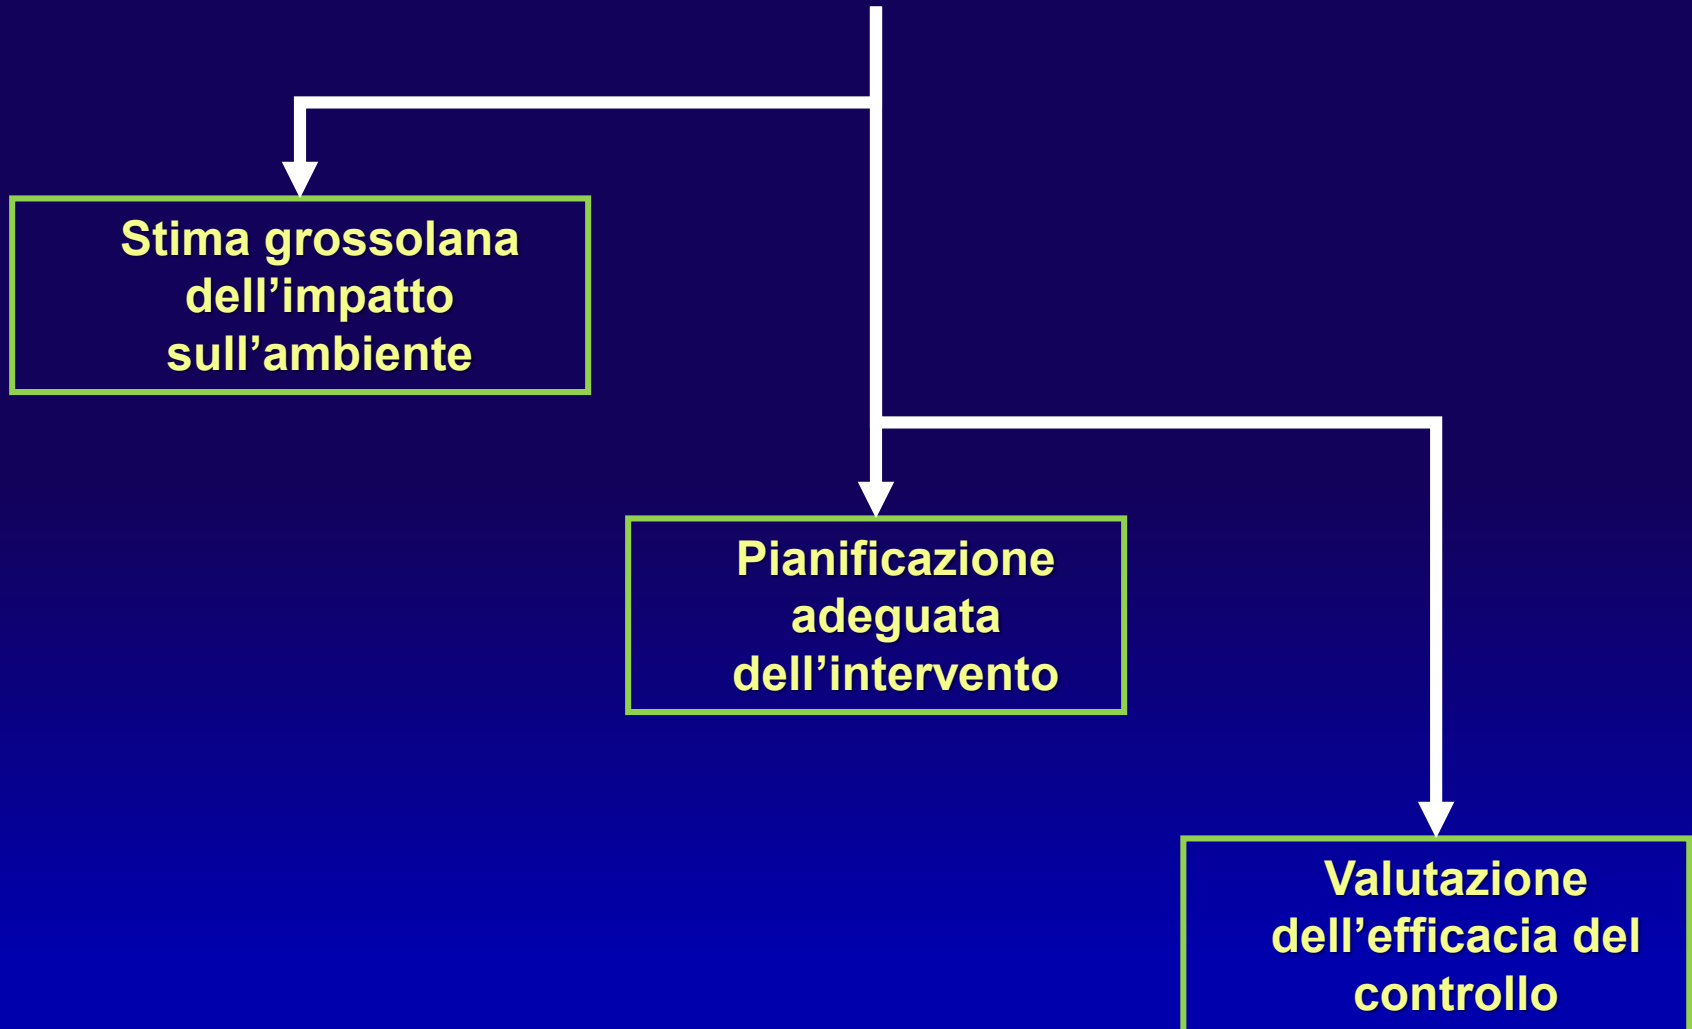 Stima grossolana
dell’impatto
sull’ambiente
Pianificazione
adeguata
dell’intervento
Valutazione
dell’efficacia del
controllo